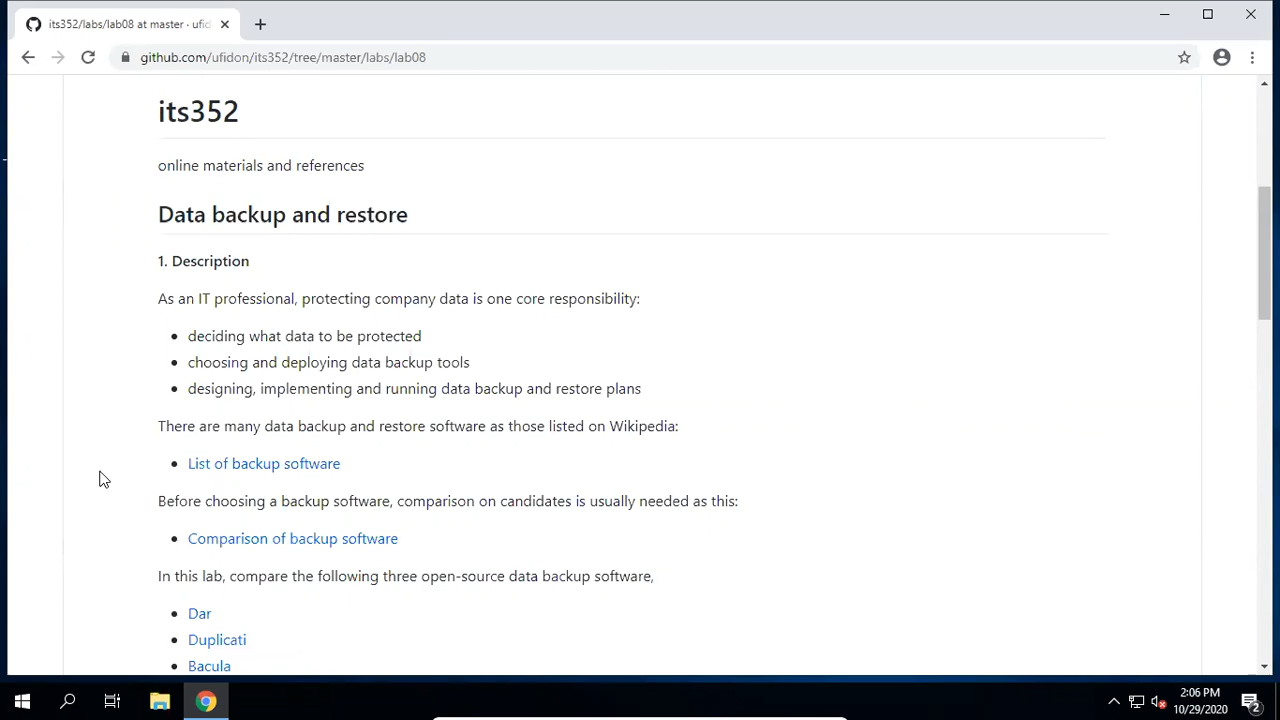 its352/labs/lab08 at master · ufid
github.com/ufidon/its352/tree/master/labs/lab08
its352
online materials and references
Data backup and restore
1. Description
As an IT professional, protecting company data is one core responsibility:
• deciding what data to be protected
• choosing and deploying data backup tools
• designing, implementing and running data backup and restore plans
There are many data backup and restore software as those listed on Wikipedia:
• List of backup software
Before choosing a backup software, comparison on candidates is usually needed as this:
• Comparison of backup software
In this lab, compare the following three open-source data backup software,
• Dar
• Duplicati
• Bacula
2:06 PM
10/29/2020
2